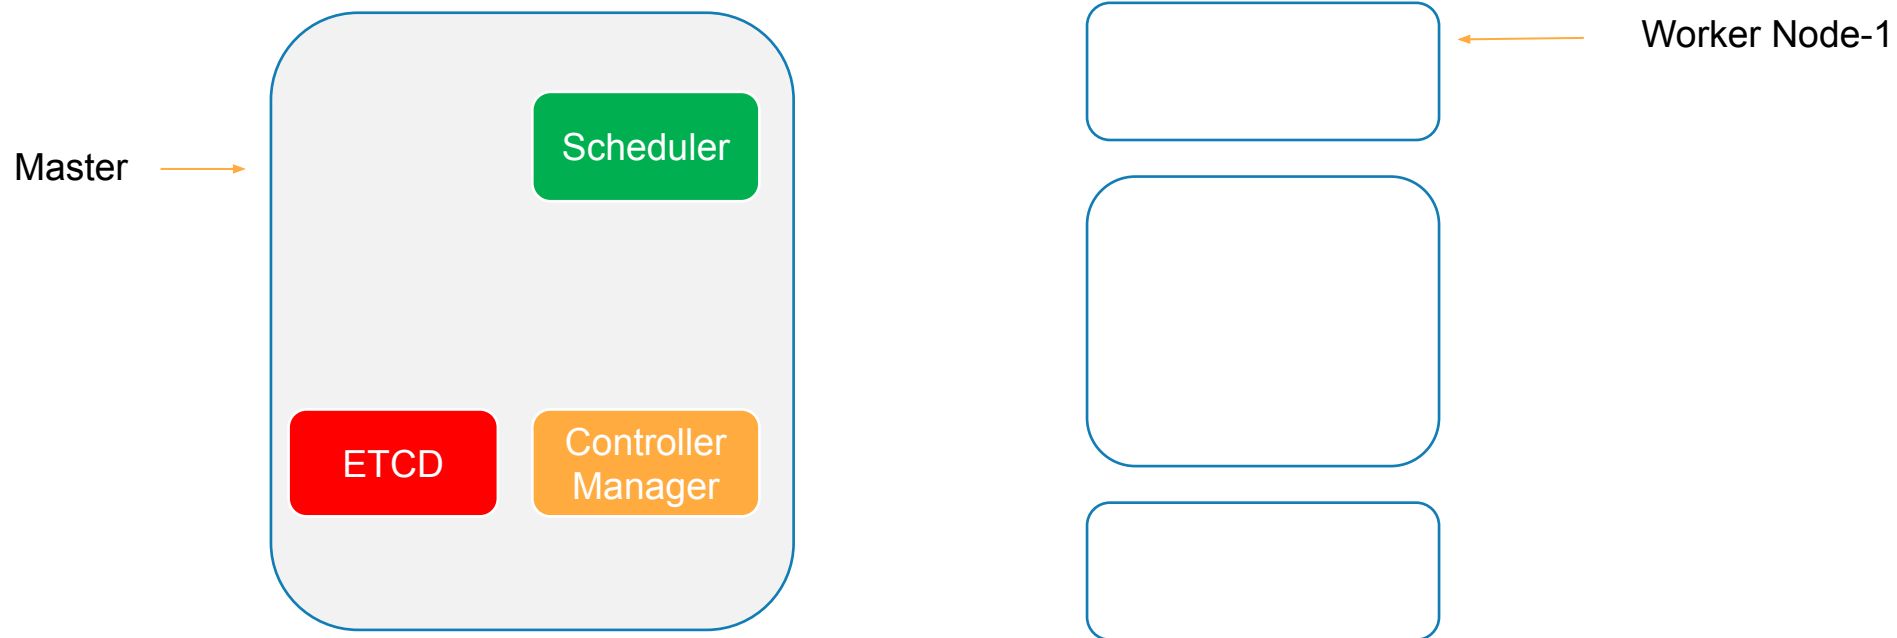 Master
Scheduler
ETCD
Controller
Manager
Worker Node-1